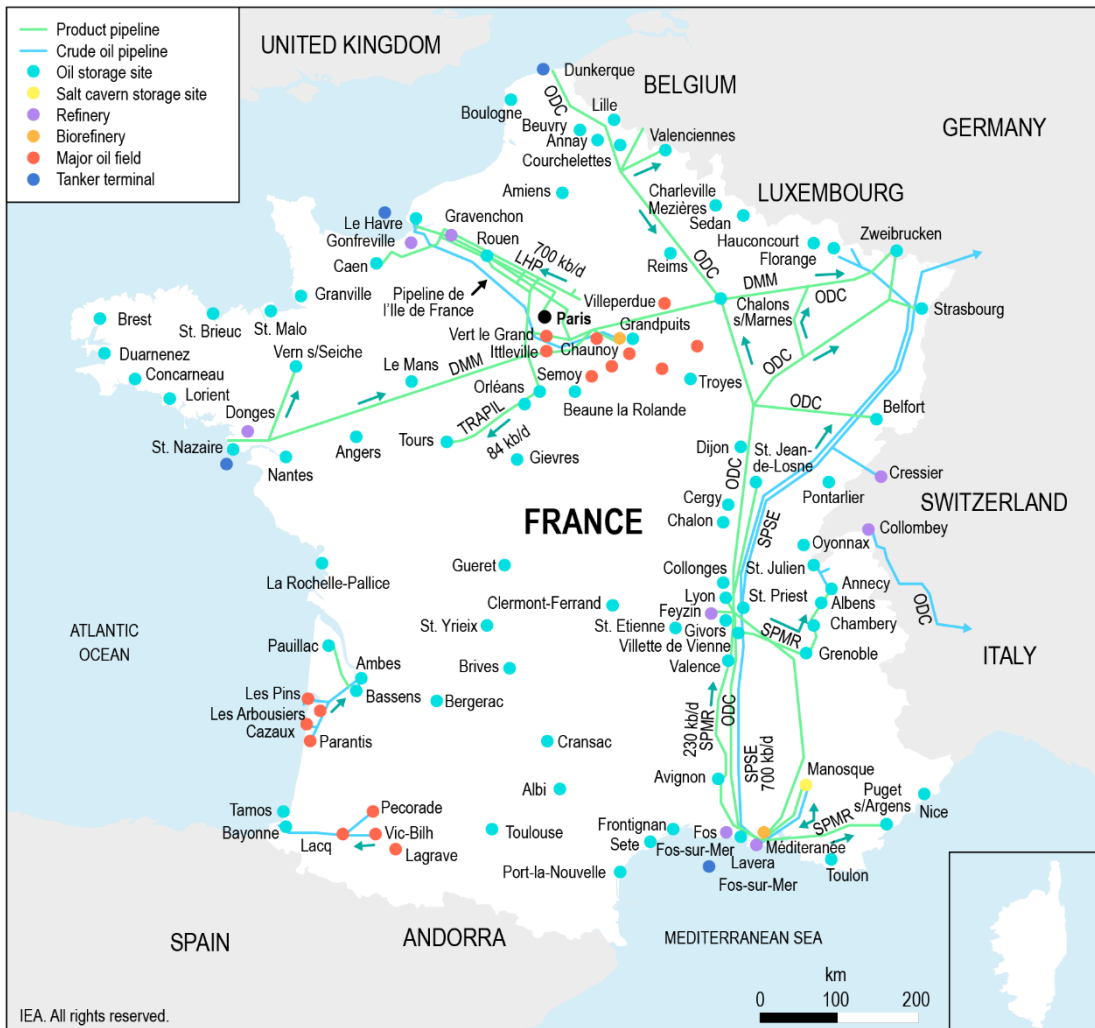 Product pipeline
Crude oil pipeline
Oil storage site
Salt cavern storage site
Refinery
Biorefinery
Major oil field
Tanker terminal
UNITED KINGDOM
BELGIUM
GERMANY
LUXEMBOURG
Dunkerque
ODC
Lille
Boulogne
Beuvry
Annay
Valenciennes
Courchelettes
Amiens
Charleville
Mezières
Sedan
Le Havre
Gravenchon
Gonfreville
Rouen
700 kb/d
LHP
Hauconcourt
Florange
Zweibrucken
Caen
Reims
ODC
DMM
Granville
Pipeline de
l'Ile de France
Villeperdue
Chalons
s/Marnes
ODC
Strasbourg
Brest
St. Brieuc
St. Malo
Paris
Vert le Grand
Grandpuits
Ittleville
Chaunoy
Duarnenez
Vern s/Seiche
Concarneau
Le Mans
DMM
Semoy
Troyes
ODC
Lorient
Orléans
Beaune la Rolande
ODC
Belfort
Donges
TRAPIL
St. Nazaire
Angers
Tours
84 kb/d
Gievres
Dijon
ODC
St. Jean-
de-Losne
Nantes
Cressier
Pontarlier
Cergy
Chalon
SPSE
SWITZERLAND
FRANCE
Collombey
Oyonnax
La Rochelle-Pallice
Gueret
Collonges
St. Julien
Annecy
Lyon
St. Priest
Albens
ODC
Clermont-Ferrand
Feyzin
Chambery
St. Yrieix
St. Etienne
Givors
SPMR
ATLANTIC
OCEAN
Villette de Vienne
Grenoble
ITALY
Pauillac
Valence
Ambes
Brives
Les Pins
Bassens
Bergerac
Les Arbousiers
Cazaux
Parantis
230 kb/d
SPMR
ODC
SPSE
700 kb/d
Cransac
Avignon
Manosque
Albi
Puget
s/Argens
Nice
Tamos
Pecorade
Bayonne
Vic-Bilh
Lacq
Lagrave
Toulouse
Frontignan
Sete
Fos
Fos-sur-Mer
SPMR
Méditeranée
Lavera
Toulon
Port-la-Nouvelle
Fos-sur-Mer
SPAIN
ANDORRA
MEDITERRANEAN SEA
km
0 100 200
IEA. All rights reserved.